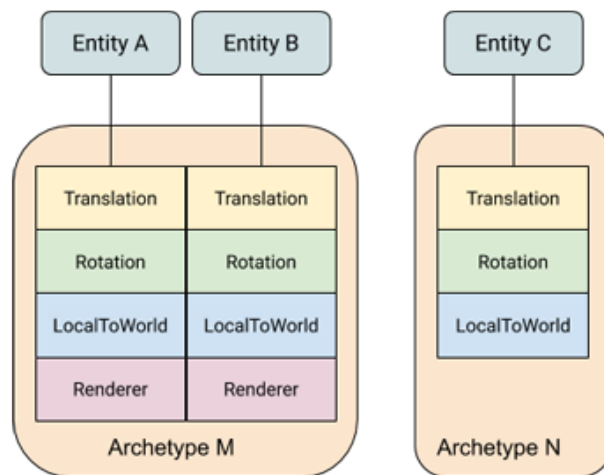 Entity A
Entity B
Entity C
Translation
Translation
Translation
Rotation
Rotation
Rotation
LocalToWorld
LocalToWorld
LocalToWorld
Renderer
Renderer
Archetype M
Archetype N